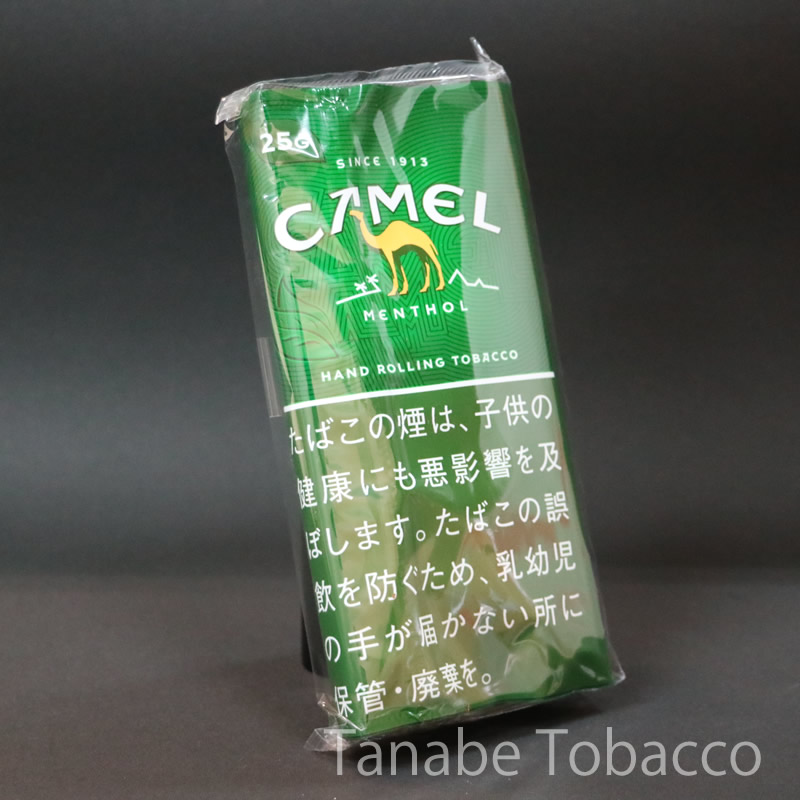 25G
SINCE 1913
CAMEL
MENTHOL
HAND ROLLING TOBACCO
たばこの煙は、子供の
健康にも悪影響を及
ぼします。たばこの誤
飲を防ぐため、乳幼児
の手が届かない所に
保管・廃棄を。
Tanabe Tobacco